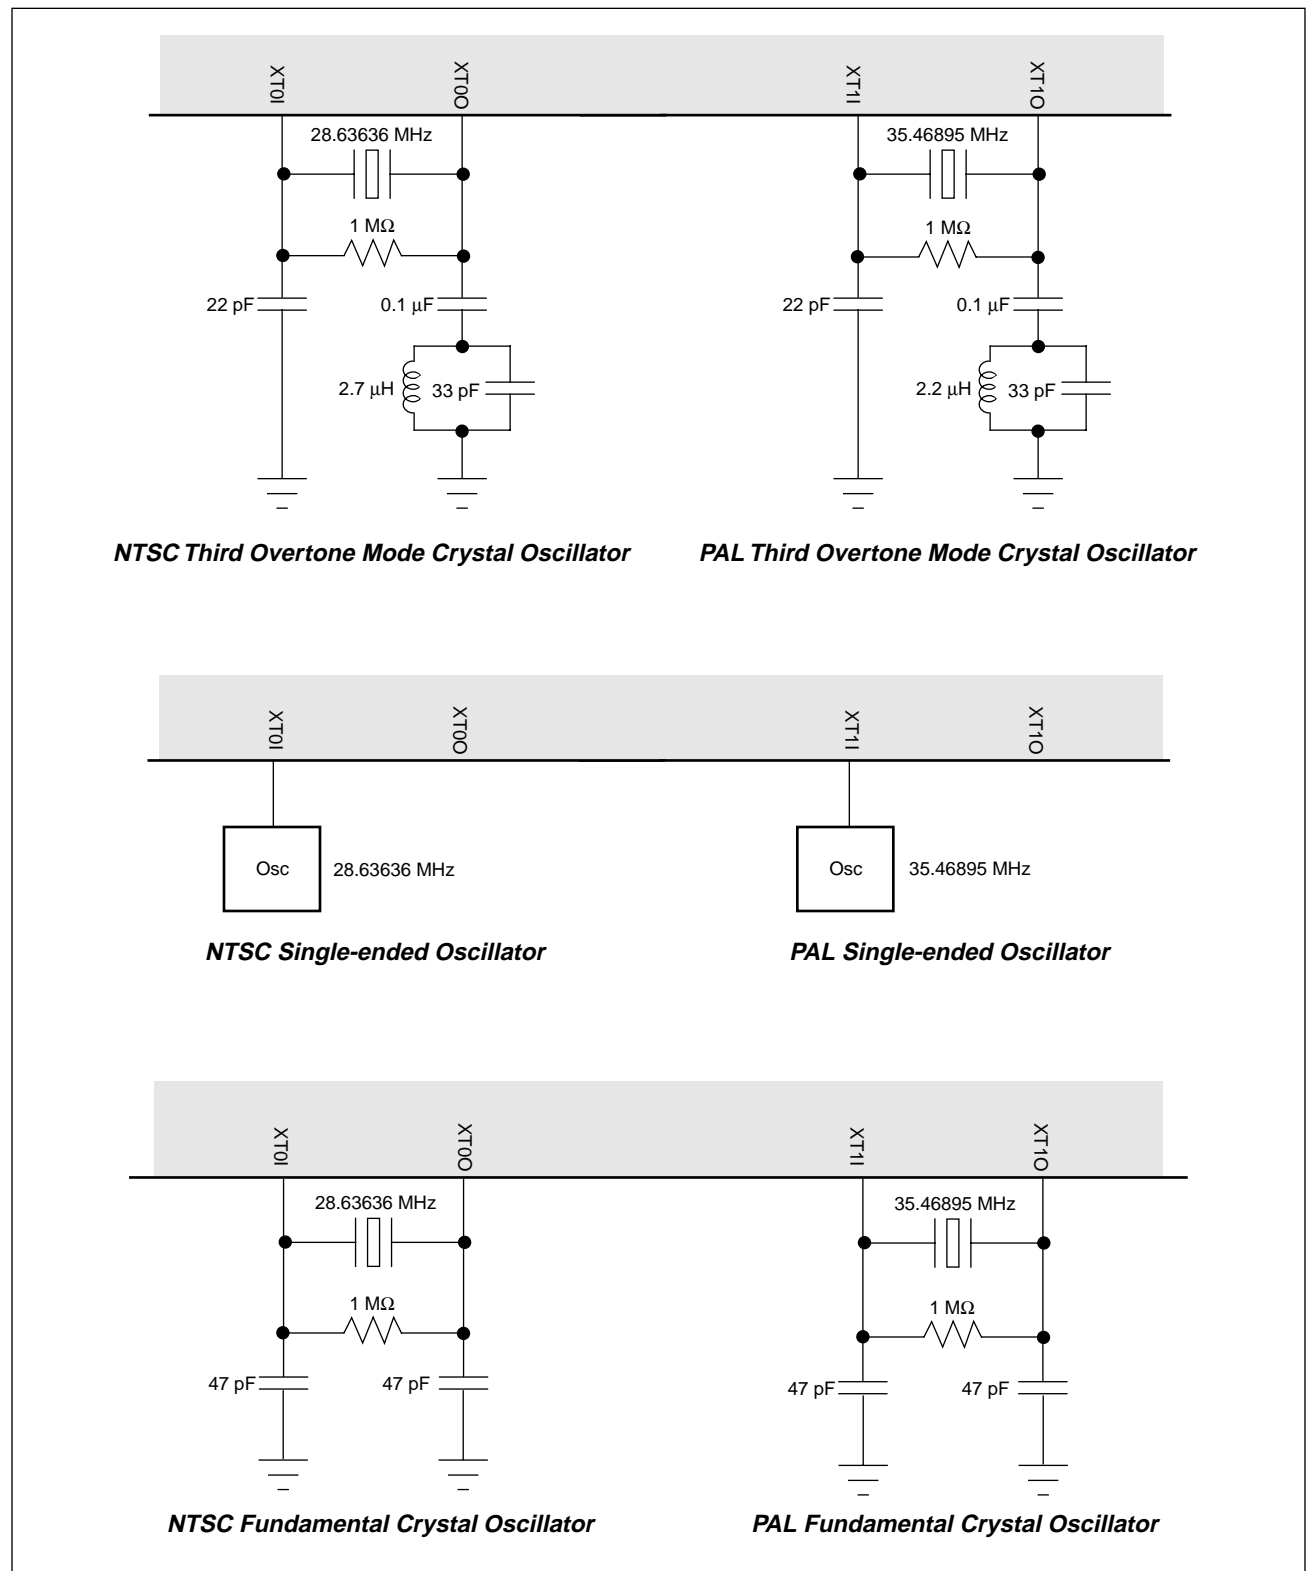 XT0I
XT0O
XT1I
XT1O
28.63636 MHz
35.46895 MHz
1 MΩ
1 MΩ
22 pF
0.1 μF
22 pF
0.1 μF
2.7 μH
33 pF
2.2 μH
33 pF
NTSC Third Overtone Mode Crystal Oscillator
PAL Third Overtone Mode Crystal Oscillator
XT0I
XT0O
XT1I
XT1O
Osc
28.63636 MHz
Osc
35.46895 MHz
NTSC Single-ended Oscillator
PAL Single-ended Oscillator
XT0I
XT0O
XT1I
XT1O
28.63636 MHz
35.46895 MHz
1 MΩ
1 MΩ
47 pF
47 pF
47 pF
47 pF
NTSC Fundamental Crystal Oscillator
PAL Fundamental Crystal Oscillator